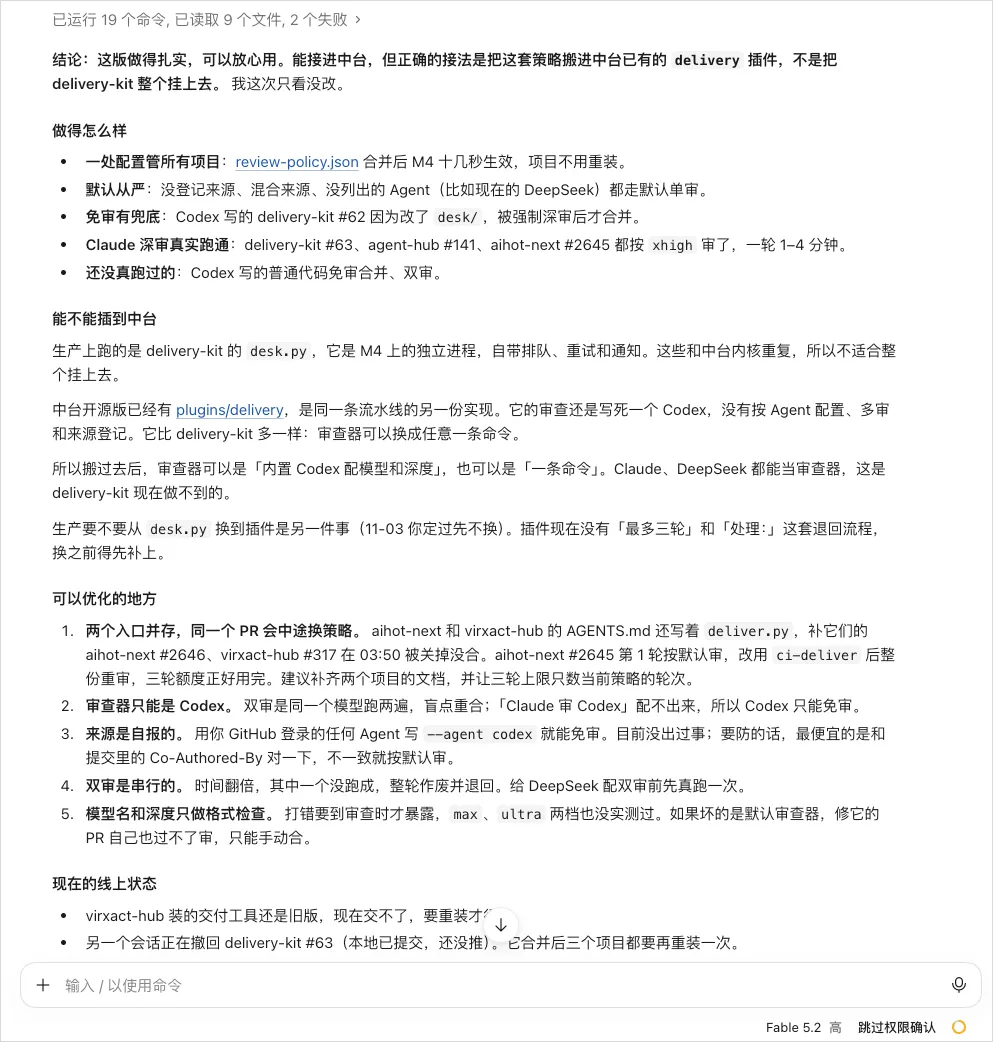 已运行 19 个命令, 已读取 9 个文件, 2 个失败 >
结论：这版做得扎实，可以放心用。能接进中台，但正确的接法是把这套策略搬进中台已有的 delivery 插件，不是把
delivery-kit 整个挂上去。 我这次只看没改。
做得怎么样
• 一处配置管所有项目： review-policy.json 合并后 M4 十几秒生效，项目不用重装。
• 默认从严：没登记来源、混合来源、没列出的 Agent（比如现在的 DeepSeek）都走默认单审。
• 免审有兜底：Codex 写的 delivery-kit #62 因为改了 desk/，被强制深审后才合并。
• Claude 深审真实跑通：delivery-kit #63、agent-hub #141、aihot-next #2645 都按 xhigh 审了，一轮 1–4 分钟。
• 还没真跑过的：Codex 写的普通代码免审合并、双审。
能不能插到中台
生产上跑的是 delivery-kit 的 desk.py，它是 M4 上的独立进程，自带排队、重试和通知。这些和中台内核重复，所以不适合整
个挂上去。
中台开源版已经有 plugins/delivery，是同一条流水线的另一份实现。它的审查还是写死一个 Codex，没有按 Agent 配置、多审
和来源登记。它比 delivery-kit 多一样：审查器可以换成任意一条命令。
所以搬过去后，审查器可以是「内置 Codex 配模型和深度」，也可以是「一条命令」。Claude、DeepSeek 都能当审查器，这是
delivery-kit 现在做不到的。
生产要不要从 desk.py 换到插件是另一件事（11-03 你定过先不换）。插件现在没有「最多三轮」和「处理：」这套退回流程，
换之前得先补上。
可以优化的地方
1. 两个入口并存，同一个 PR 会中途换策略。 aihot-next 和 virxact-hub 的 AGENTS.md 还写着 deliver.py，补它们的
aihot-next #2646、virxact-hub #317 在 03:50 被关掉没合。aihot-next #2645 第 1 轮按默认审，改用 ci-deliver 后整
份重审，三轮额度正好用完。建议补齐两个项目的文档，并让三轮上限只数当前策略的轮次。
2. 审查器只能是 Codex。 双审是同一个模型跑两遍，盲点重合；「Claude 审 Codex」配不出来，所以 Codex 只能免审。
3. 来源是自报的。 用你 GitHub 登录的任何 Agent 写 --agent codex 就能免审。目前没出过事；要防的话，最便宜的是和
提交里的 Co-Authored-By 对一下，不一致就按默认审。
4. 双审是串行的。 时间翻倍，其中一个没跑成，整轮作废并退回。给 DeepSeek 配双审前先真跑一次。
5. 模型名和深度只做格式检查。 打错要到审查时才暴露，max 、ultra 两档也没实测过。如果坏的是默认审查器，修它的
PR 自己也过不了审，只能手动合。
现在的线上状态
• virxact-hub 装的交付工具还是旧版，现在交不了，要重装才
• 另一个会话正在撤回 delivery-kit #63（本地已提交，还没推）。它合并后三个项目都要再重装一次。
输入 / 以使用命令
Fable 5.2 高 跳过权限确认